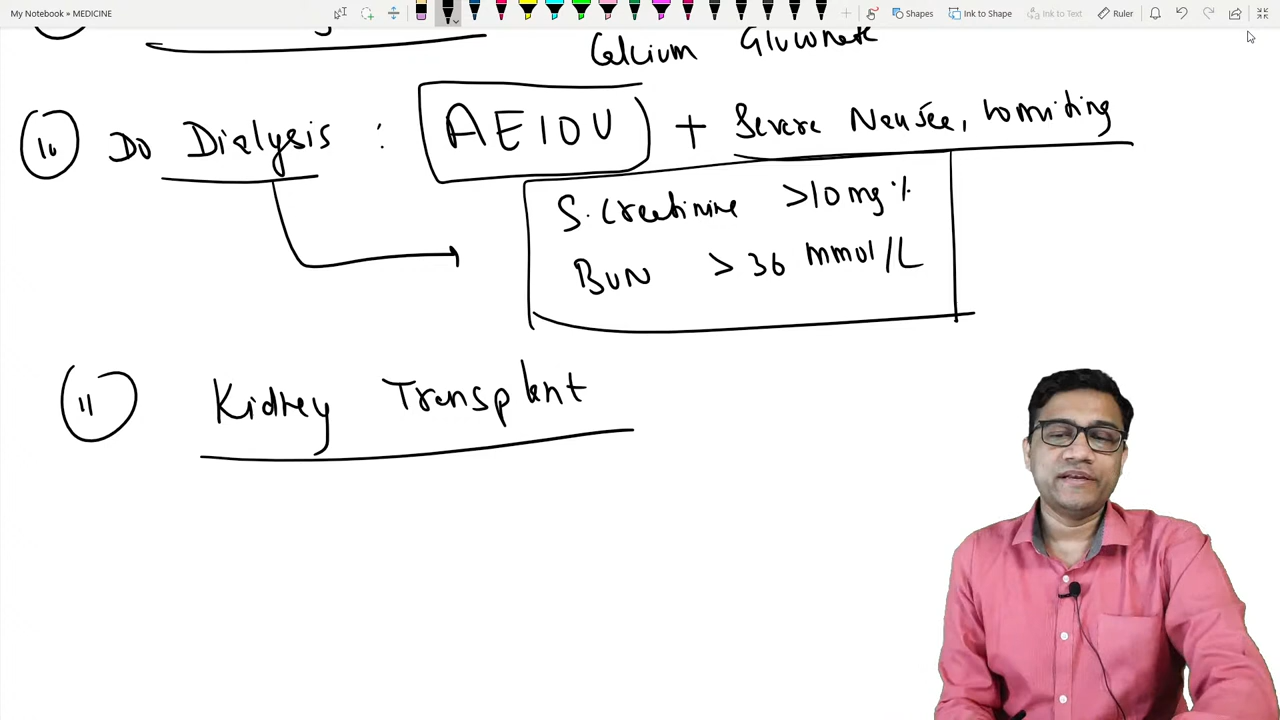 My Notebook » MEDICINE
Shapes
Ink to Shape
Ink to Text
Ruler
Calcium Gluconate
10 Do Dialysis : AEIOU + Severe Nausea, Vomiting
S. Creatinine >10 mg %
BUN > 36 mmol/L
11 Kidney Transplant